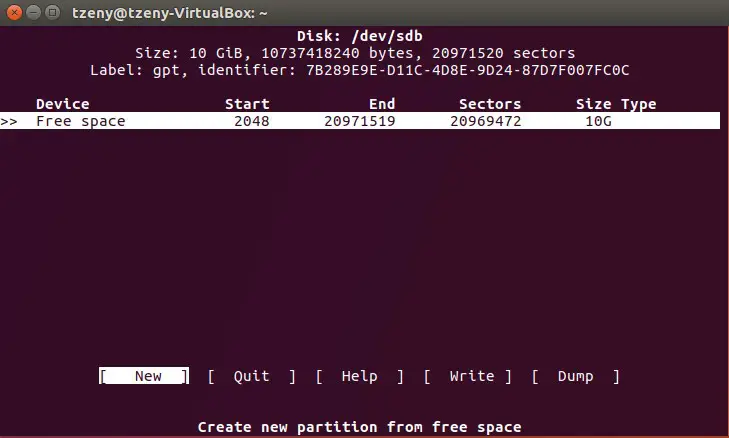 tzeny@tzeny-VirtualBox: ~
Disk: /dev/sdb
Size: 10 GiB, 10737418240 bytes, 20971520 sectors
Label: gpt, identifier: 7B289E9E-D11C-4D8E-9D24-87D7F007FC0C
Device Start End Sectors Size Type
>> Free space 2048 20971519 20969472 10G
[ New ] [ Quit ] [ Help ] [ Write ] [ Dump ]
Create new partition from free space